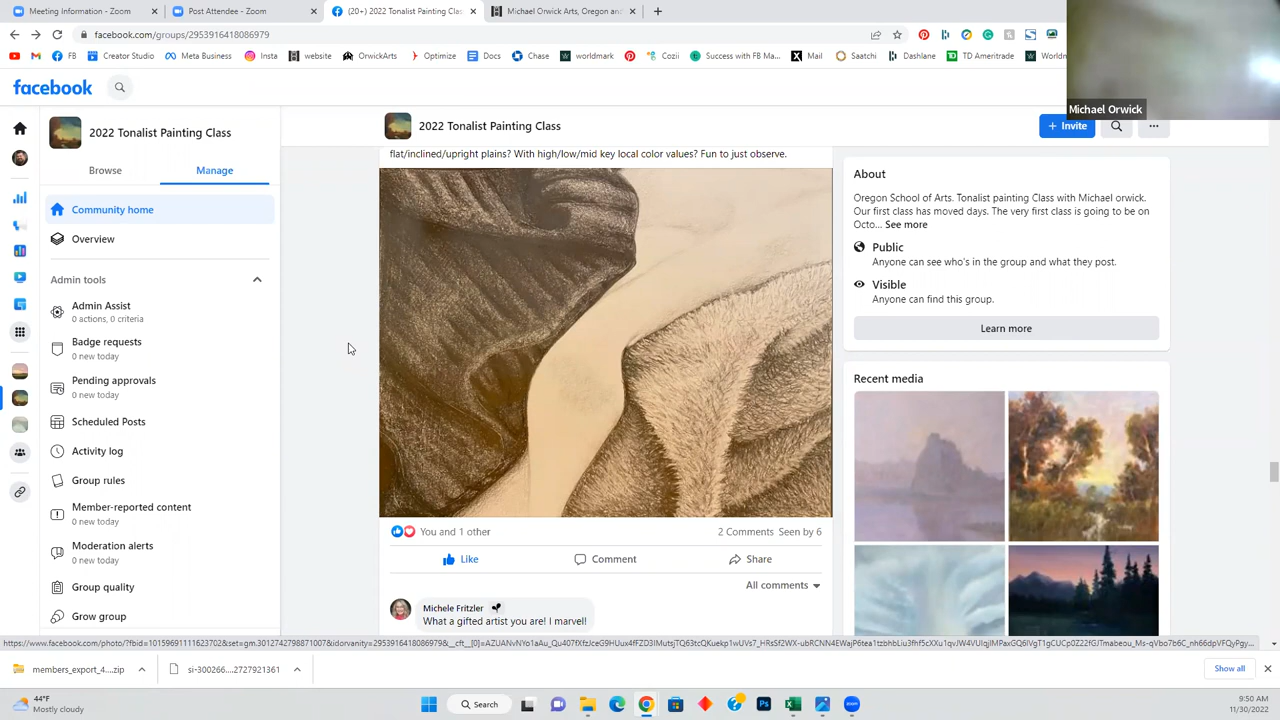 Meeting Information - Zoom
Post Attendee - Zoom
(20+) 2022 Tonalist Painting Clas
Michael Orwick Arts, Oregon and
facebook.com/groups/2953916418086979
FB
Creator Studio
Meta Business
Insta
website
OrwickArts
Optimize
Docs
Chase
worldmark
Cozii
Success with FB Ma...
Mail
Saatchi
Dashlane
TD Ameritrade
Worldm
Michael Orwick
facebook
2022 Tonalist Painting Class
Browse
Manage
Community home
Overview
Admin tools
Admin Assist
0 actions, 0 criteria
Badge requests
0 new today
Pending approvals
0 new today
Scheduled Posts
Activity log
Group rules
Member-reported content
0 new today
Moderation alerts
0 new today
Group quality
Grow group
2022 Tonalist Painting Class
+ Invite
flat/inclined/upright plains? With high/low/mid key local color values? Fun to just observe.
You and 1 other
2 Comments Seen by 6
Like
Comment
Share
All comments
Michele Fritzler
What a gifted artist you are! I marvel!
About
Oregon School of Arts. Tonalist painting Class with Michael orwick.
Our first class has moved days. The very first class is going to be on
Octo... See more
Public
Anyone can see who's in the group and what they post.
Visible
Anyone can find this group.
Learn more
Recent media
members_export_4....zip
si-300266....2727921361
Show all
44°F
Mostly cloudy
Search
9:50 AM
11/30/2022